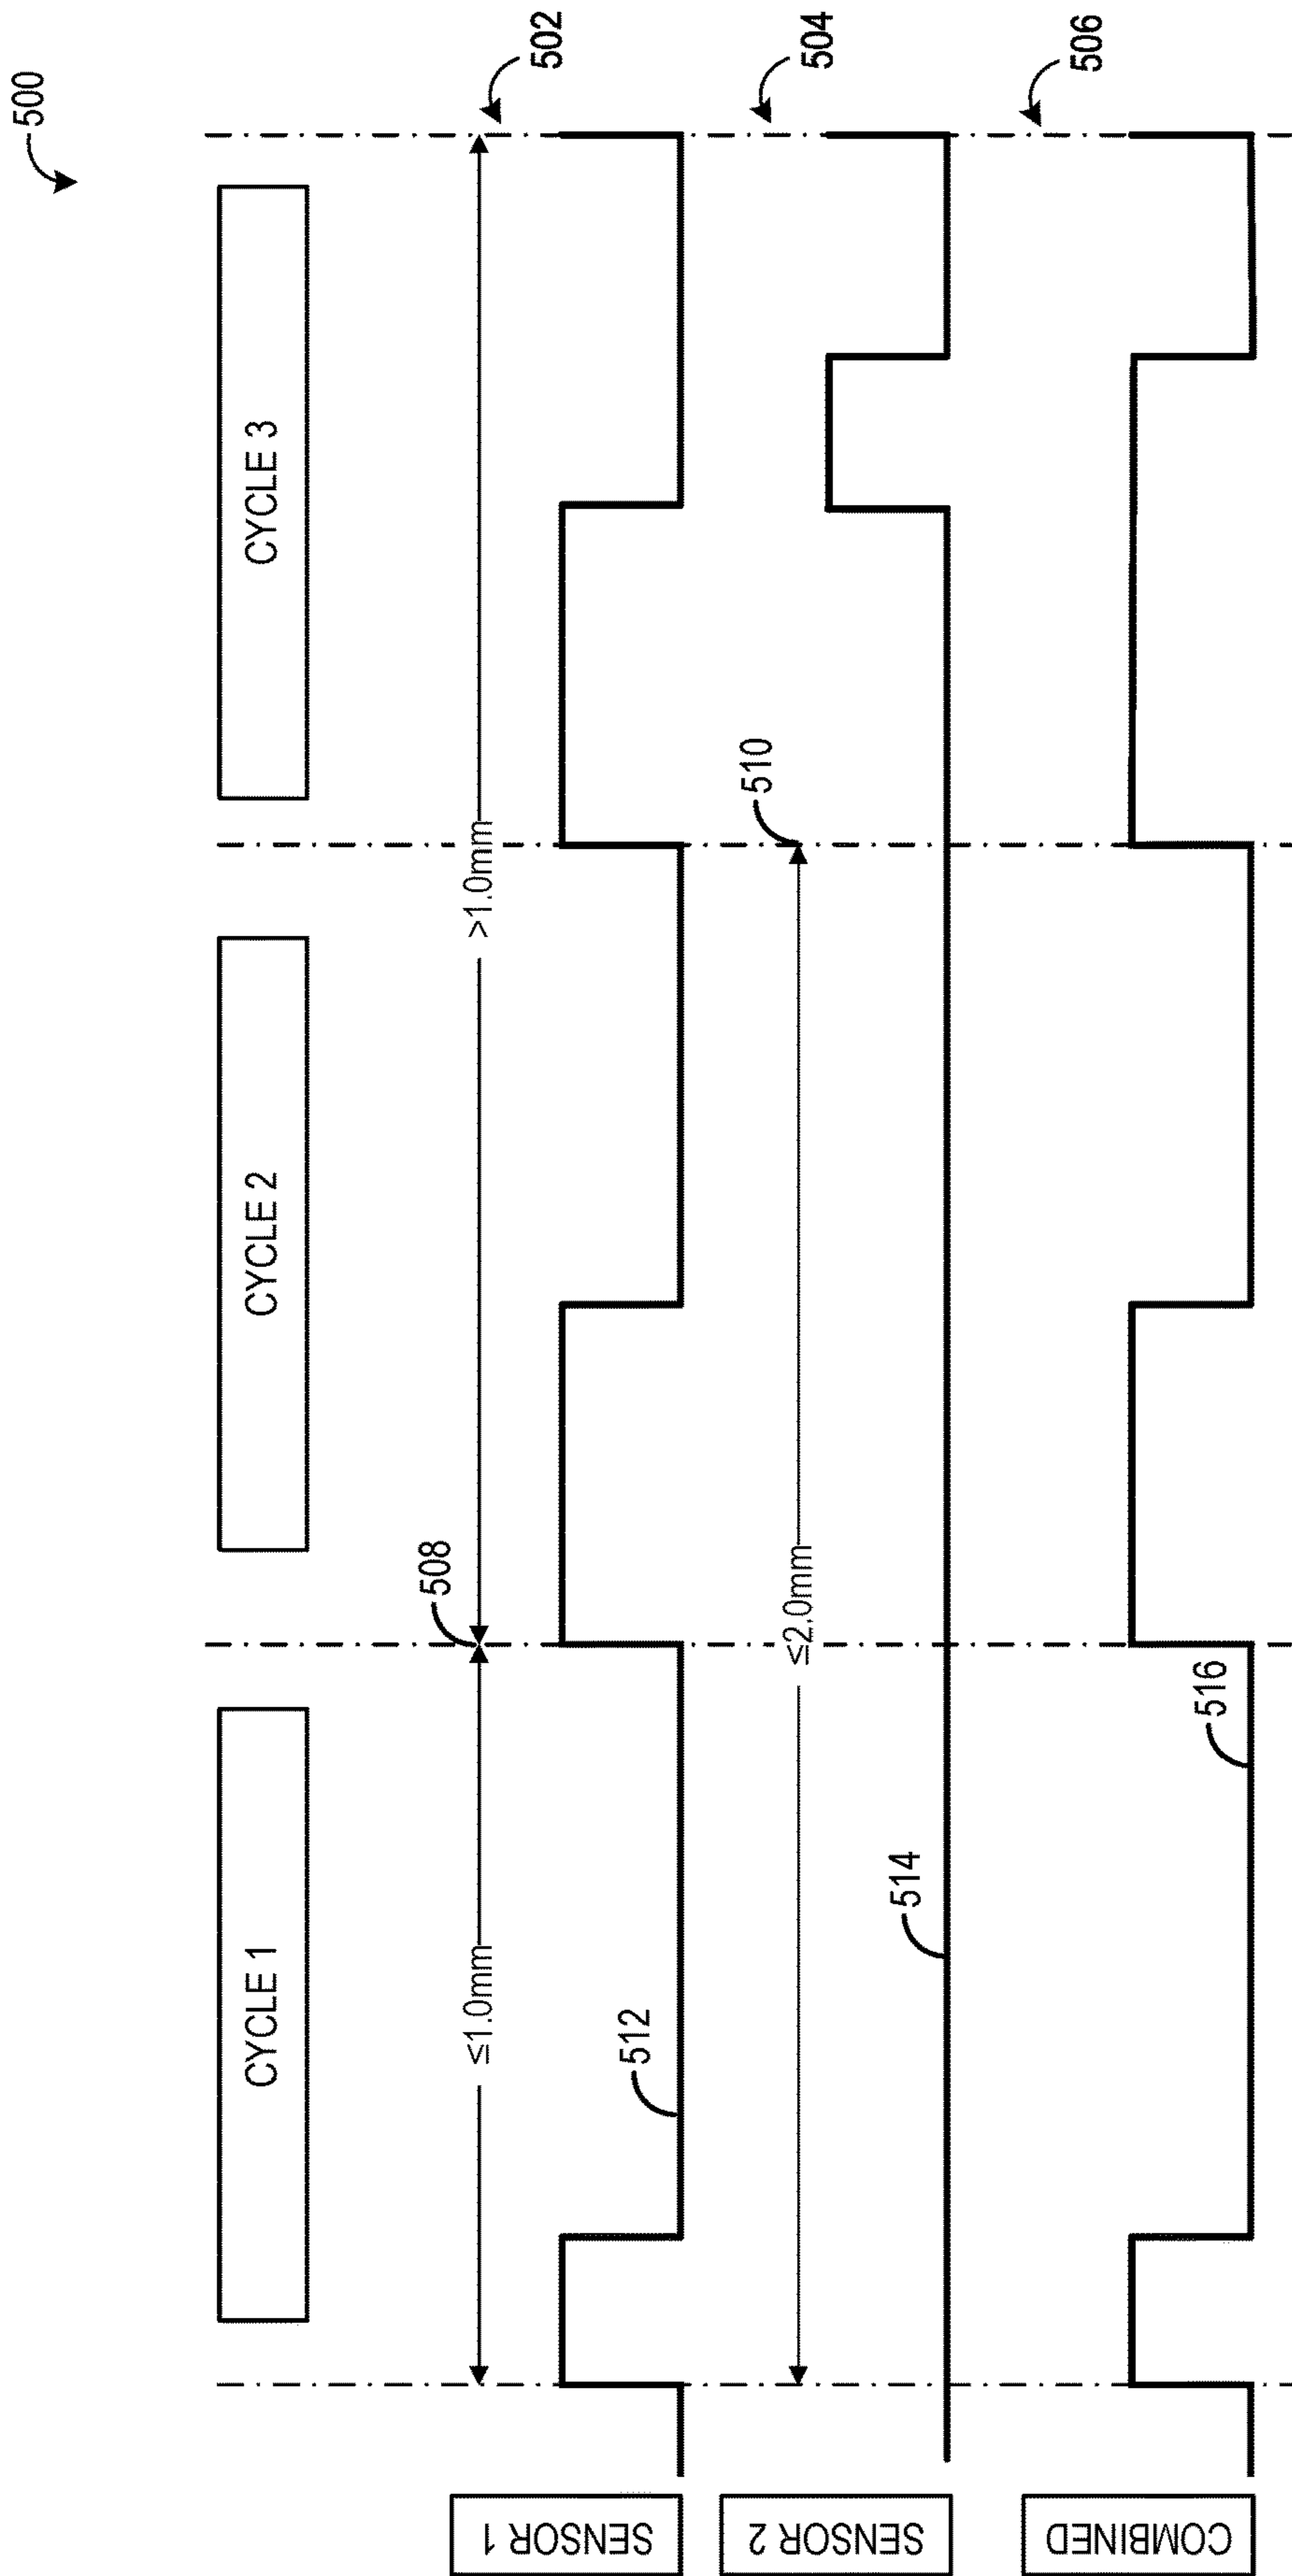 500
CYCLE 1
CYCLE 2
CYCLE 3
508
≤1.0mm
>1.0mm
502
SENSOR 1
512
510
504
≤2.0mm
SENSOR 2
514
506
516
COMBINED